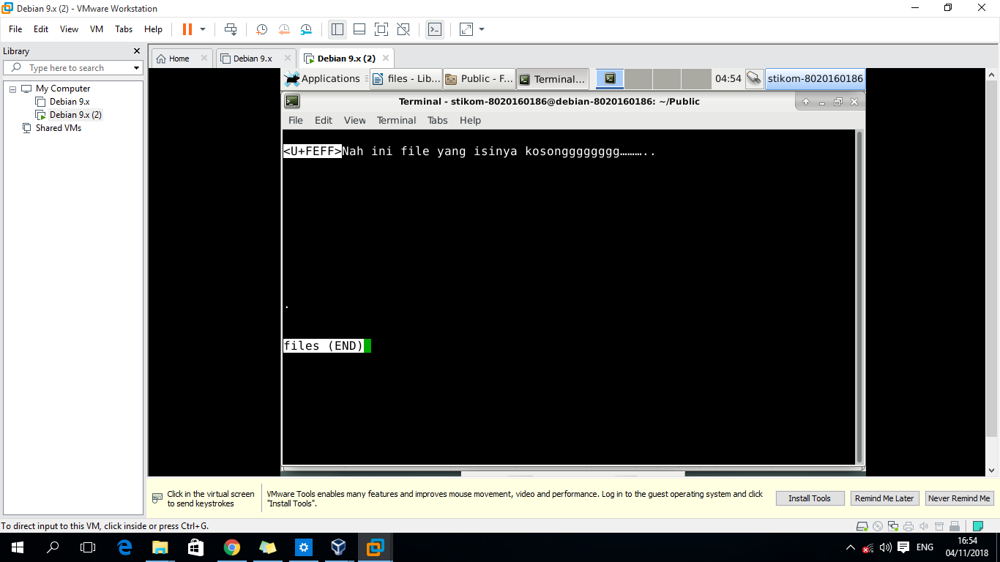 Debian 9.x (2) - VMware Workstation
File Edit View VM Tabs Help
Library
Type here to search
My Computer
Debian 9.x
Debian 9.x (2)
Shared VMs
Home Debian 9.x Debian 9.x (2)
Applications files - Lib... Public - F... Terminal... 04:54 stikom-8020160186
Terminal - stikom-8020160186@debian-8020160186: ~/Public
File Edit View Terminal Tabs Help
<U+FEFF>Nah ini file yang isinya kosonggggggggg………..
.
files (END)
Click in the virtual screen
to send keystrokes
VMware Tools enables many features and improves mouse movement, video and performance. Log in to the guest operating system and click
"Install Tools".
Install Tools Remind Me Later Never Remind Me
To direct input to this VM, click inside or press Ctrl+G.
ENG
16:54
04/11/2018